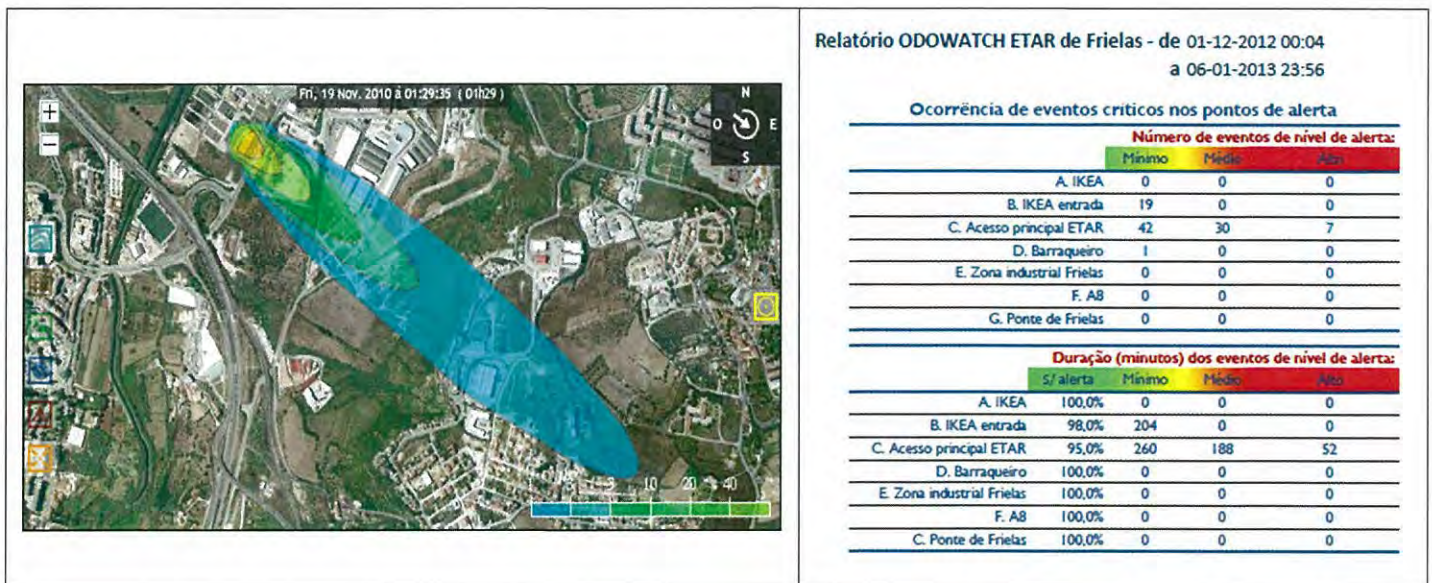 Fri, 19 Nov. 2010 à 01:29:35 ( 01h29 )
+
−
N
O E
S
10 20 40
Relatório ODOWATCH ETAR de Frielas - de 01-12-2012 00:04
a 06-01-2013 23:56
Ocorrência de eventos críticos nos pontos de alerta
Número de eventos de nível de alerta:
Mínimo Médio Alto
A. IKEA 0 0 0
B. IKEA entrada 19 0 0
C. Acesso principal ETAR 42 30 7
D. Barraqueiro 1 0 0
E. Zona industrial Frielas 0 0 0
F. A8 0 0 0
G. Ponte de Frielas 0 0 0
Duração (minutos) dos eventos de nível de alerta:
S/ alerta Mínimo Médio Alto
A. IKEA 100,0% 0 0 0
B. IKEA entrada 98,0% 204 0 0
C. Acesso principal ETAR 95,0% 260 188 52
D. Barraqueiro 100,0% 0 0 0
E. Zona industrial Frielas 100,0% 0 0 0
F. A8 100,0% 0 0 0
C. Ponte de Frielas 100,0% 0 0 0